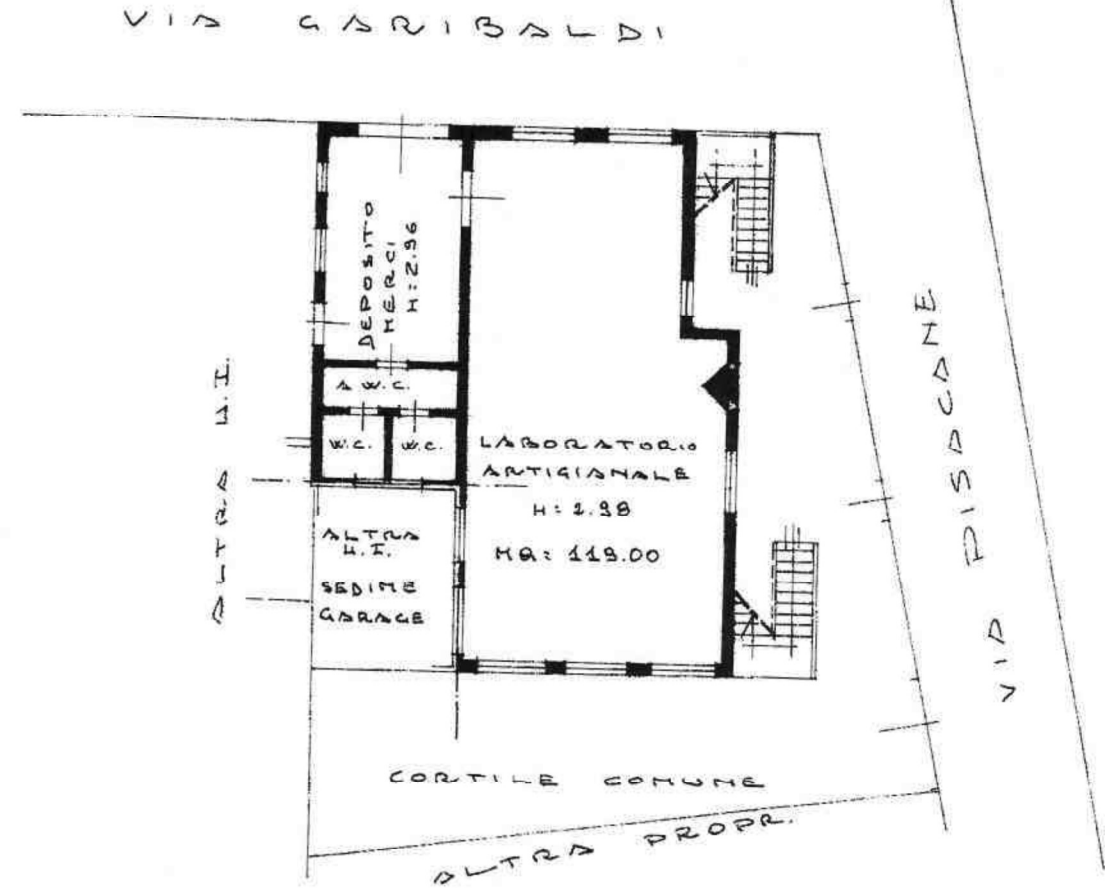 VIA GARIBALDI
DEPOSITO
MERCI
H=2.96
A W.C.
W.C.
W.C.
LABORATORIO
ARTIGIANALE
H=2.98
MQ= 119.00
ALTRA U.I.
ALTRA
U.I.
SEDIME
GARAGE
VIA PISACANE
CORTILE COMUNE
ALTRA PROPR.